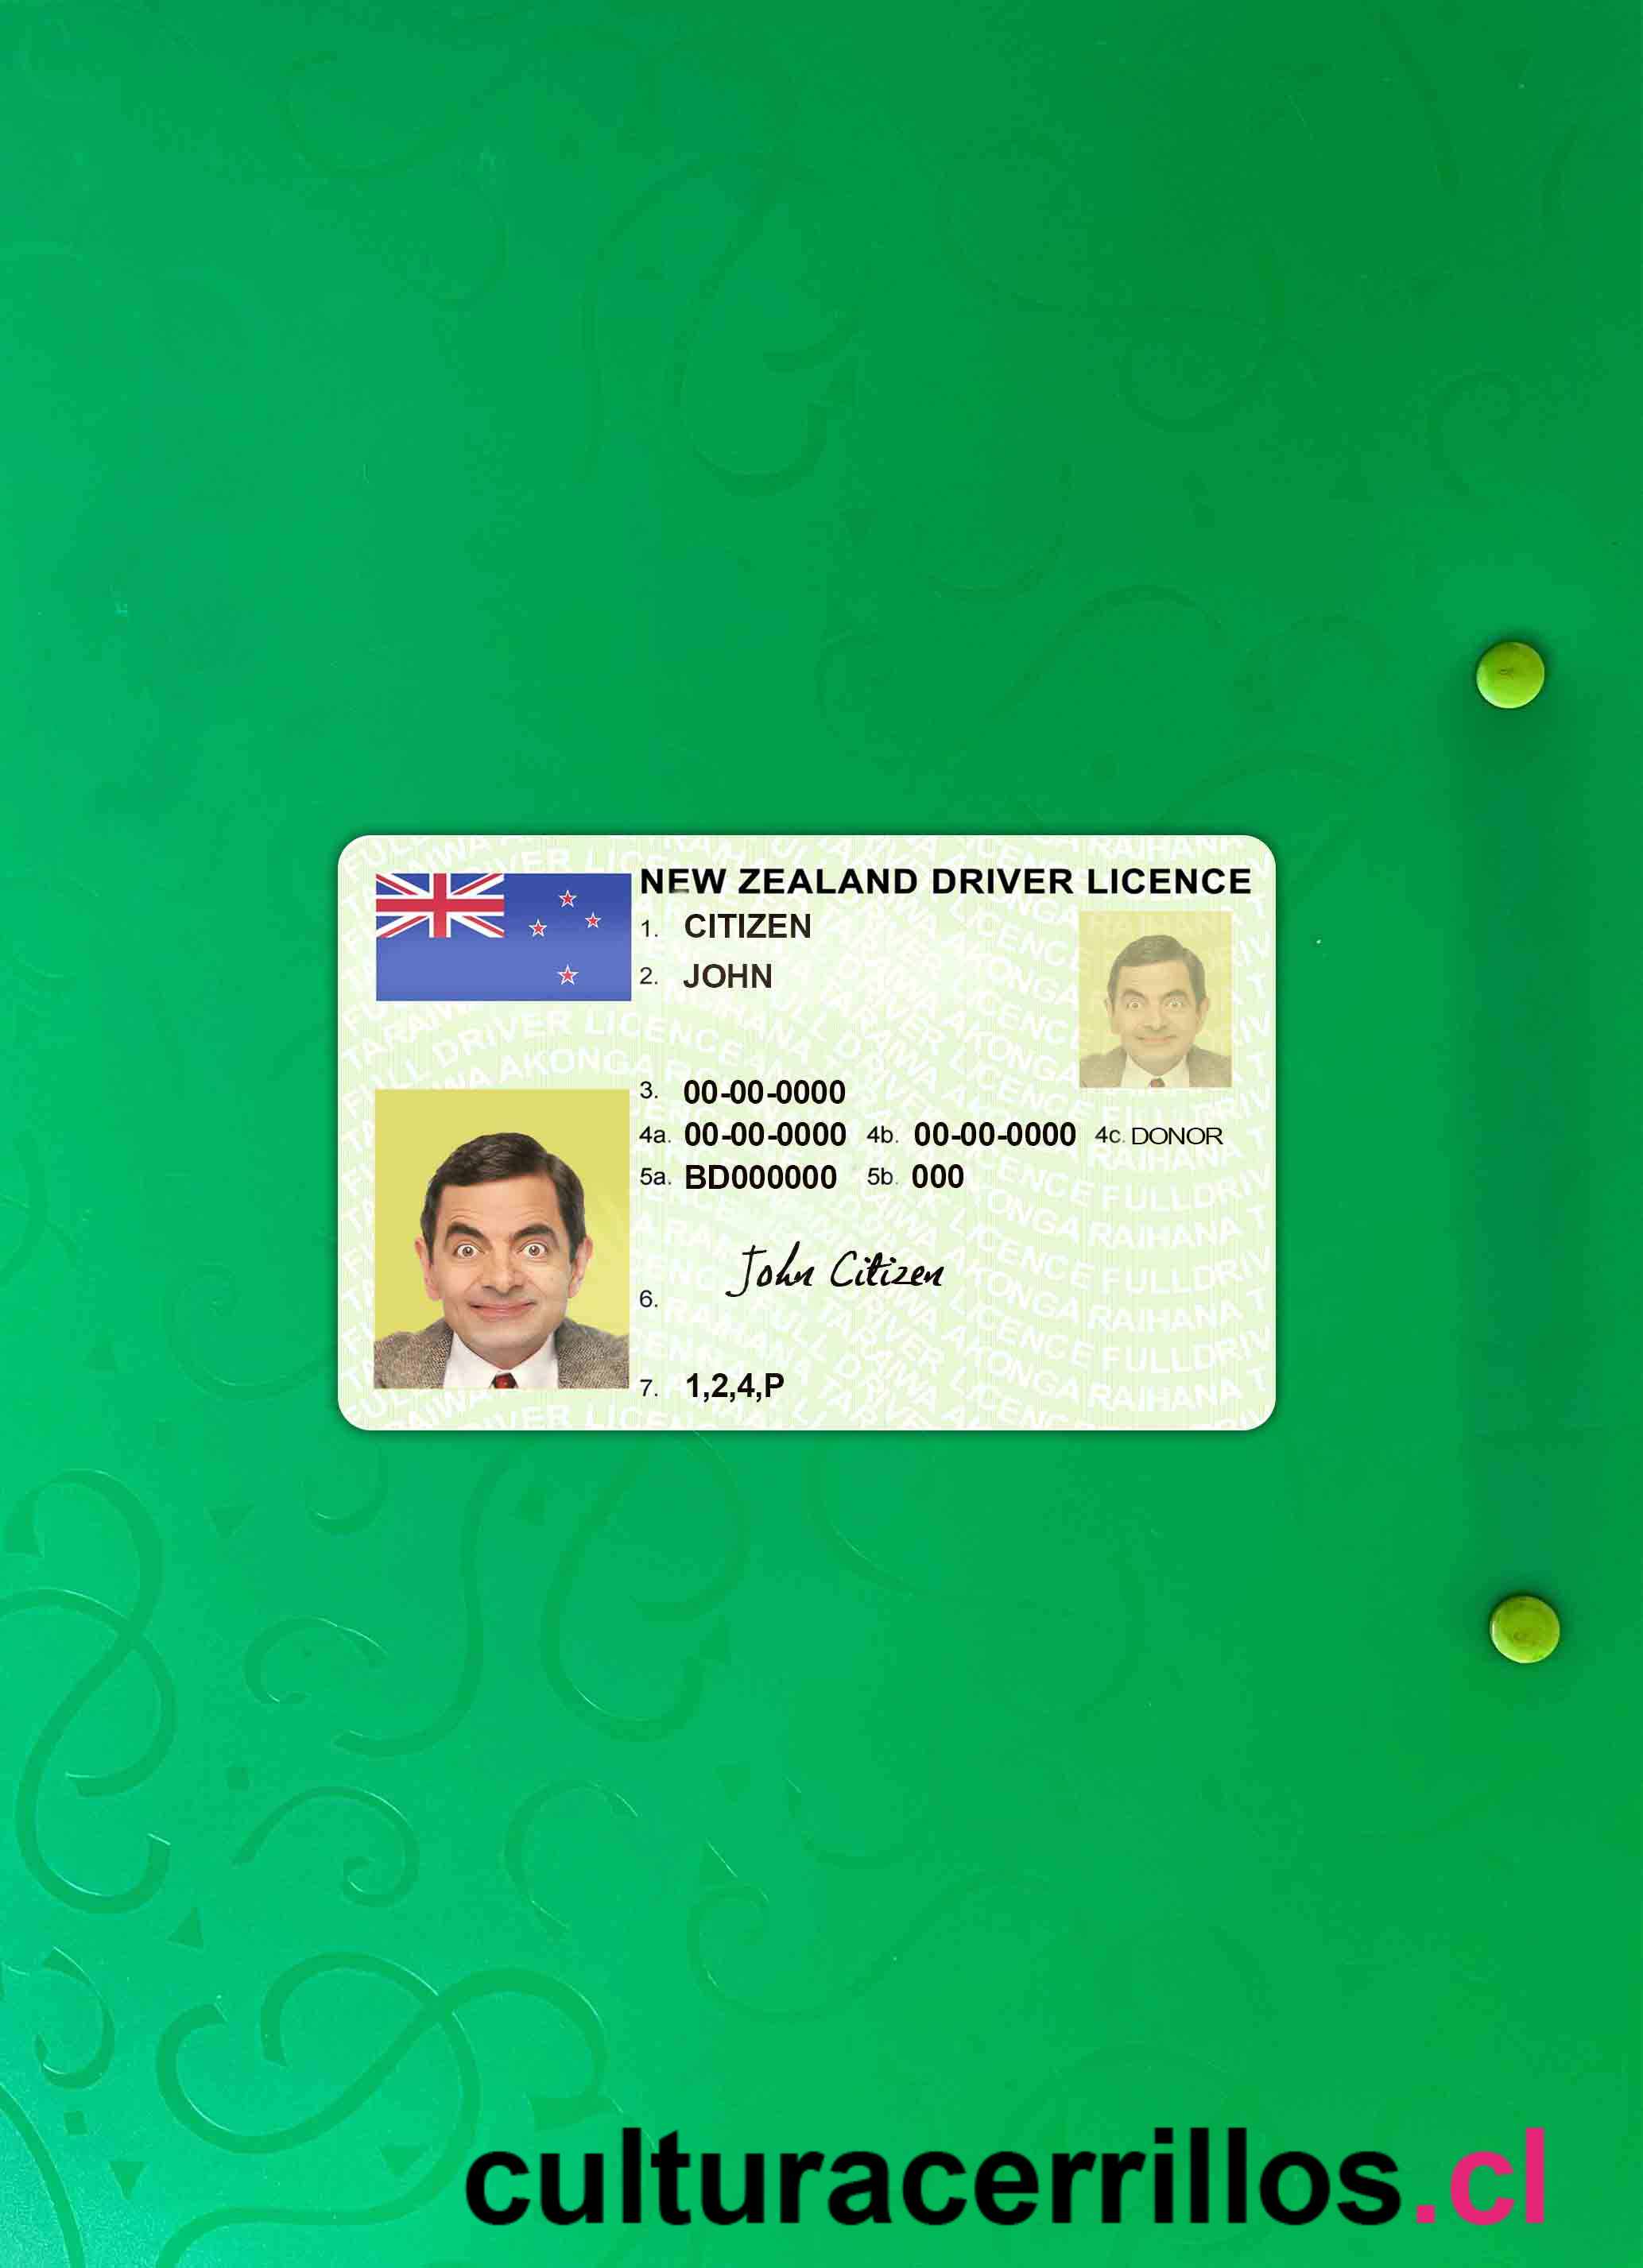 NEW ZEALAND DRIVER LICENCE
1. CITIZEN
2. JOHN
3. 00-00-0000
4a. 00-00-0000 4b. 00-00-0000 4c. DONOR
5a. BD000000 5b. 000
6. John Citizen
7. 1,2,4,P
culturacerrillos.cl